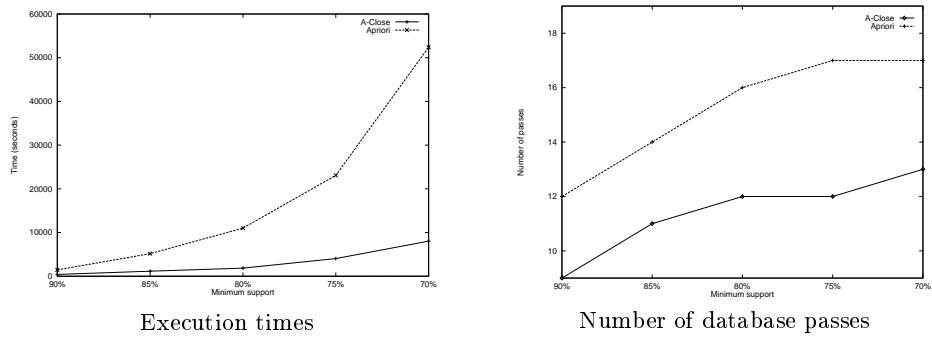 60000
50000
40000
30000
20000
10000
0
Time (seconds)
A-Close
Apriori
90% 85% 80% 75% 70%
Minimum support
Execution times
18
16
14
12
10
Number of passes
A-Close
Apriori
90% 85% 80% 75% 70%
Minimum support
Number of database passes